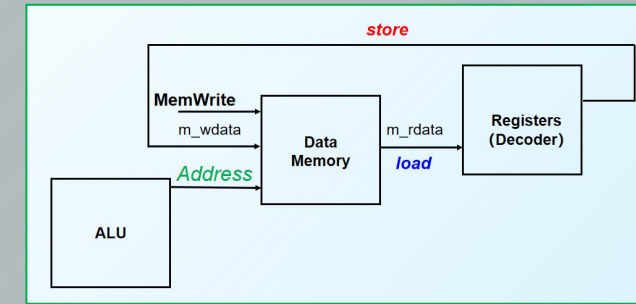 store
MemWrite
m_wdata
Address
ALU
Data
Memory
m_rdata
load
Registers
(Decoder)